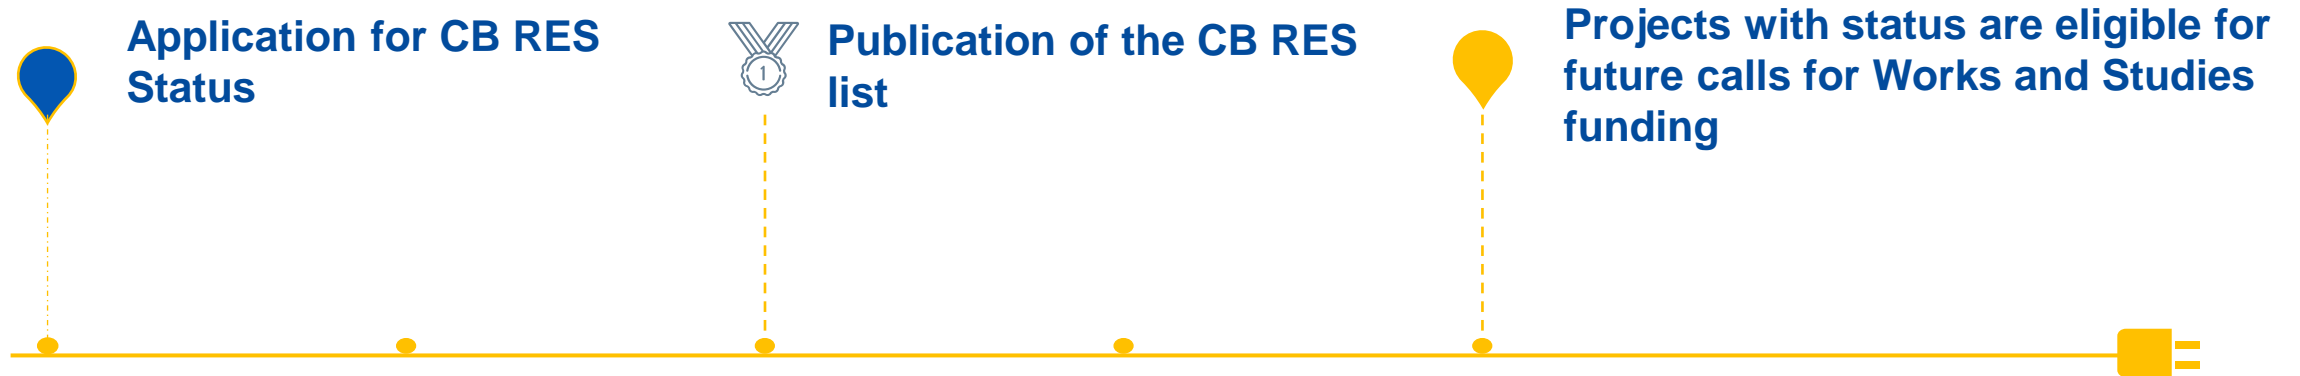 Application for CB RES
Status
1
Publication of the CB RES
list
Projects with status are eligible for
future calls for Works and Studies
funding